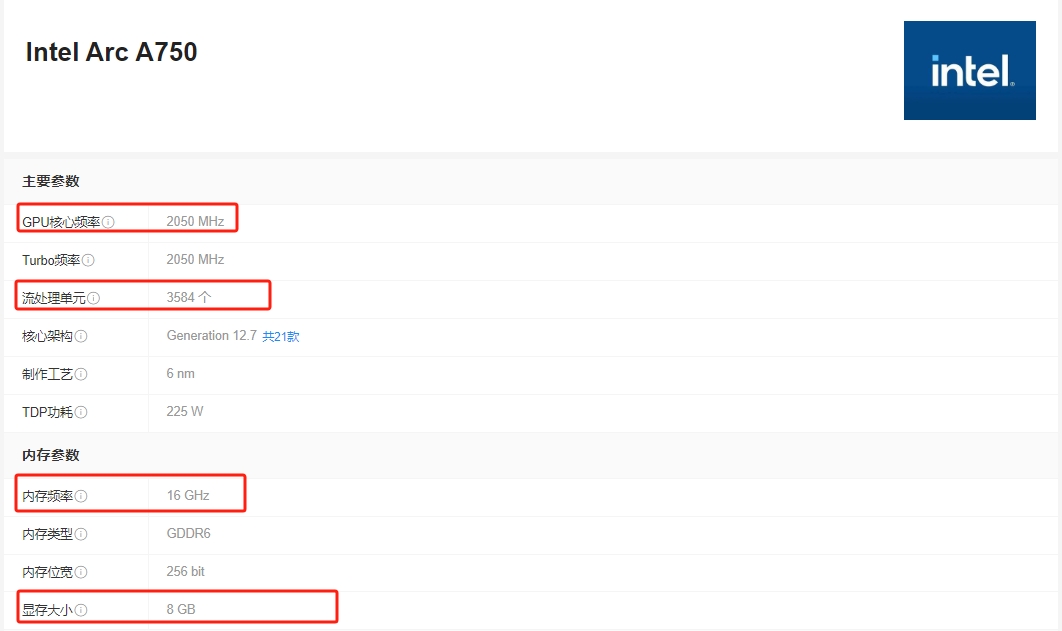 Intel Arc A750
intel.
主要参数
GPU核心频率 2050 MHz
Turbo频率 2050 MHz
流处理单元 3584 个
核心架构 Generation 12.7 共21款
制作工艺 6 nm
TDP功耗 225 W
内存参数
内存频率 16 GHz
内存类型 GDDR6
内存位宽 256 bit
显存大小 8 GB